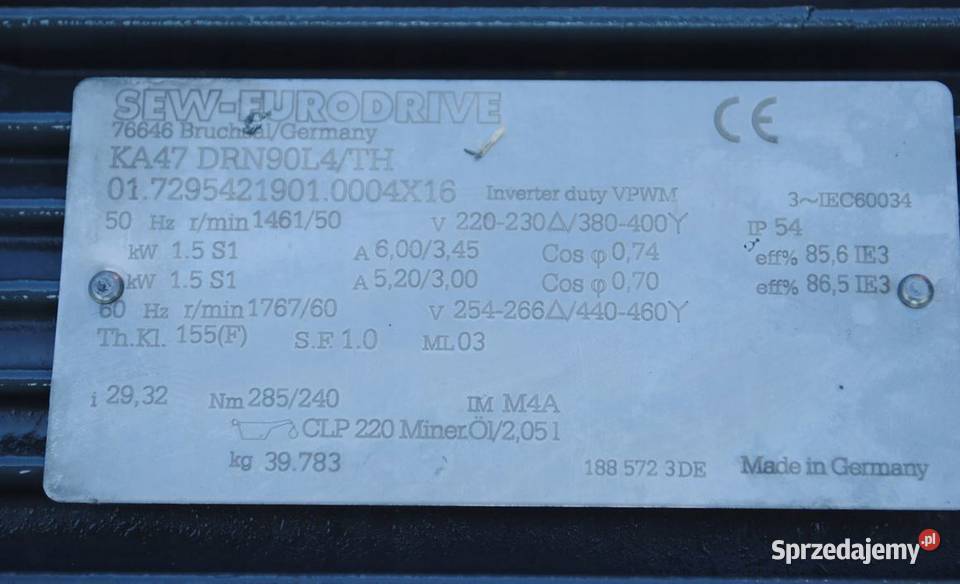 SEW-EURODRIVE
76646 Bruchsal/Germany
CE
KA47 DRN90L4/TH
01.7295421901.0004X16 Inverter duty VPWM 3~IEC60034
50 Hz r/min 1461/50 V 220-230△/380-400Y IP 54
kW 1.5 S1 A 6,00/3,45 Cos φ 0,74 eff% 85,6 IE3
kW 1.5 S1 A 5,20/3,00 Cos φ 0,70 eff% 86,5 IE3
60 Hz r/min 1767/60 V 254-266△/440-460Y
Th.Kl. 155(F) S.F. 1.0 ML 03
i 29,32 Nm 285/240 IM M4A
CLP 220 Miner.Öl/2,05 l
kg 39.783 188 572 3 DE Made in Germany
Sprzedajemy.pl